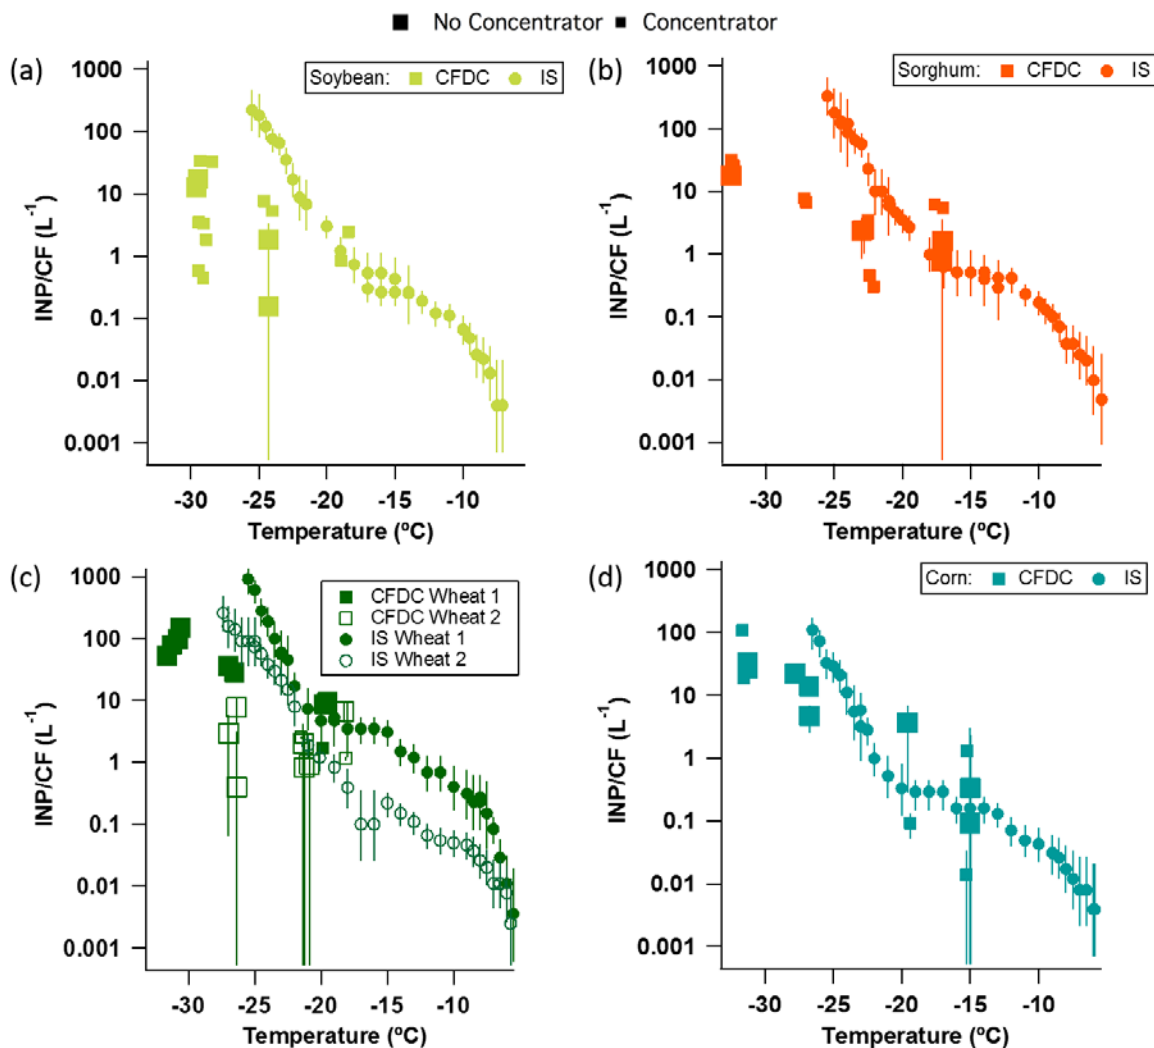 No Concentrator Concentrator
(a)
Soybean: CFDC IS
1000
100
10
1
0.1
0.01
0.001
INP/CF (L⁻¹)
-30 -25 -20 -15 -10
Temperature (ºC)
(b)
Sorghum: CFDC IS
1000
100
10
1
0.1
0.01
0.001
INP/CF (L⁻¹)
-30 -25 -20 -15 -10
Temperature (ºC)
(c)
CFDC Wheat 1
CFDC Wheat 2
IS Wheat 1
IS Wheat 2
1000
100
10
1
0.1
0.01
0.001
INP/CF (L⁻¹)
-30 -25 -20 -15 -10
Temperature (ºC)
(d)
Corn: CFDC IS
1000
100
10
1
0.1
0.01
0.001
INP/CF (L⁻¹)
-30 -25 -20 -15 -10
Temperature (ºC)